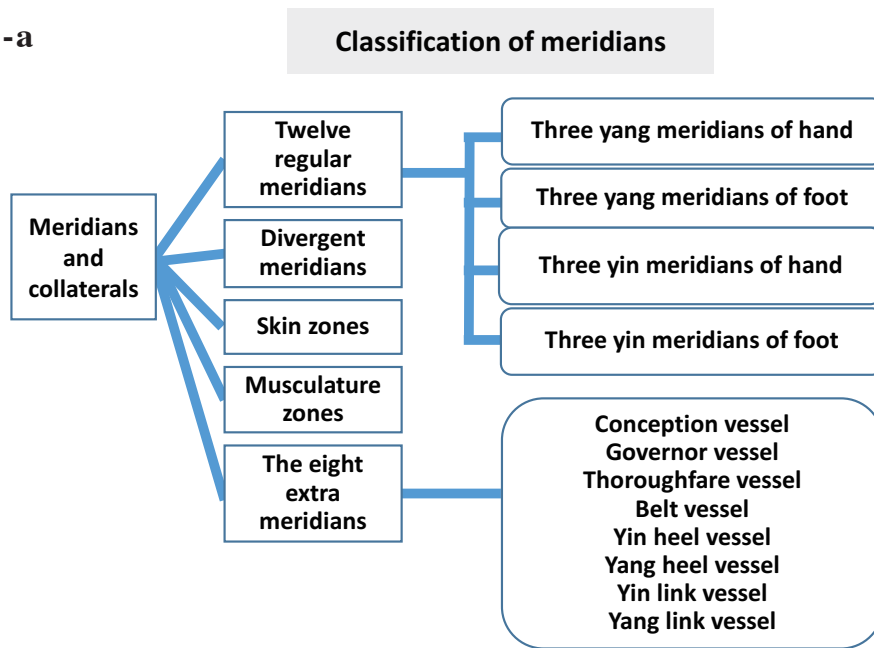 -a
Classification of meridians
Meridians
and
collaterals
Twelve
regular
meridians
Divergent
meridians
Skin zones
Musculature
zones
The eight
extra
meridians
Three yang meridians of hand
Three yang meridians of foot
Three yin meridians of hand
Three yin meridians of foot
Conception vessel
Governor vessel
Thoroughfare vessel
Belt vessel
Yin heel vessel
Yang heel vessel
Yin link vessel
Yang link vessel